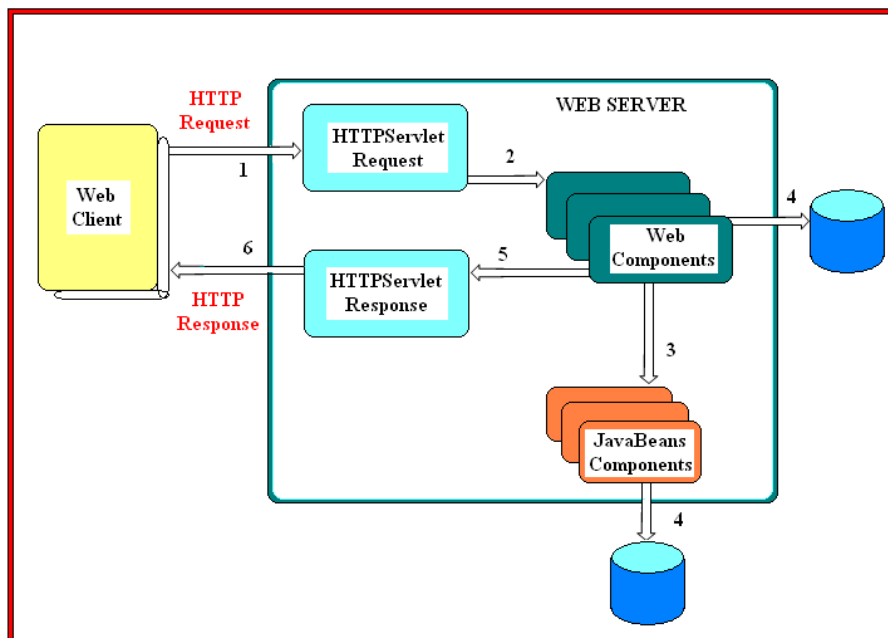 HTTP
Request
1
Web
Client
6
HTTP
Response
WEB SERVER
HTTPServlet
Request
2
HTTPServlet
Response
5
Web
Components
4
3
JavaBeans
Components
4